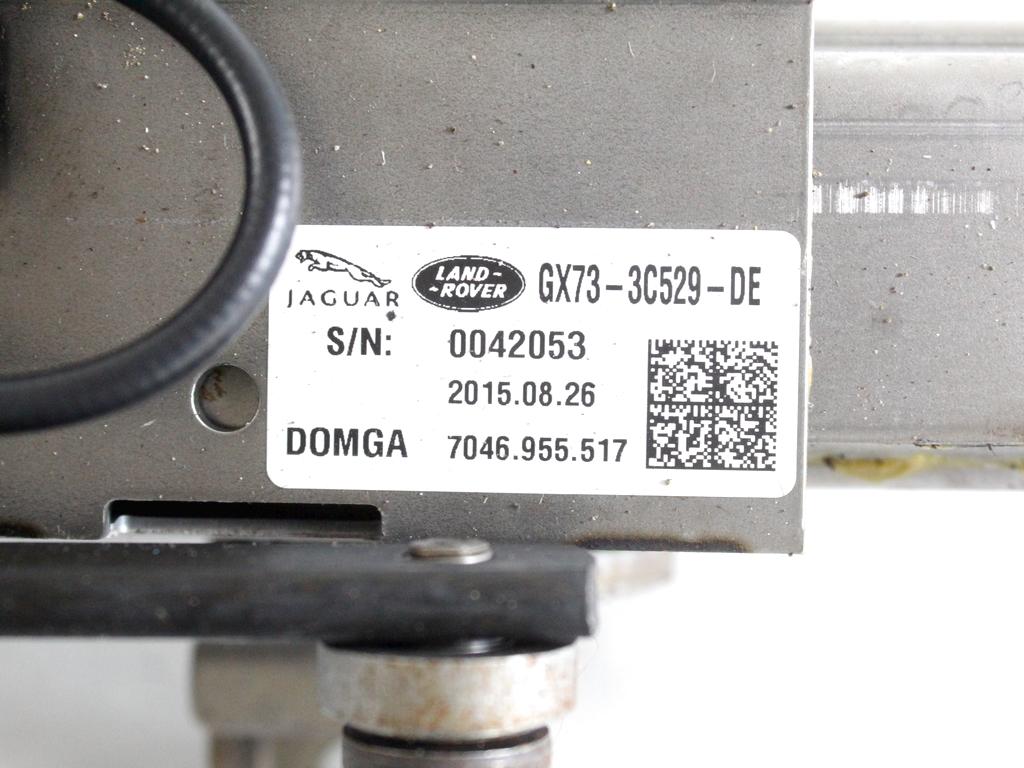 JAGUAR
LAND-
~ROVER
GX73-3C529-DE
S/N: 0042053
2015.08.26
DOMGA 7046.955.517